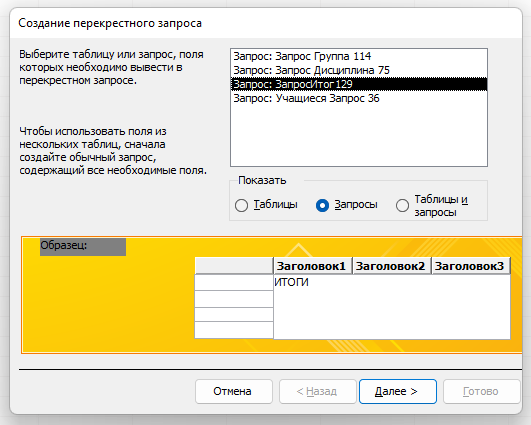 Создание перекрестного запроса
Выберите таблицу или запрос, поля
которых необходимо вывести в
перекрестном запросе.
Чтобы использовать поля из
нескольких таблиц, сначала
создайте обычный запрос,
содержащий все необходимые поля.
Запрос: Запрос Группа 114
Запрос: Запрос Дисциплина 75
Запрос: ЗапросИтог129
Запрос: Учащиеся Запрос 36
Показать
Таблицы
Запросы
Таблицы и
запросы
Образец:
Заголовок1 Заголовок2 Заголовок3
ИТОГИ
Отмена
< Назад
Далее >
Готово